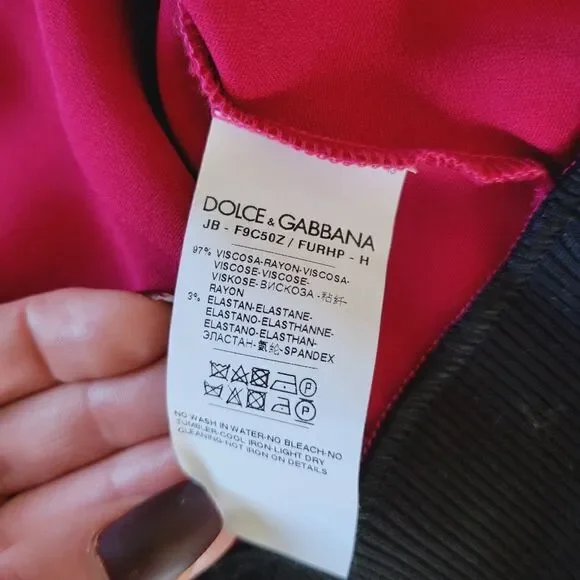 DOLCE & GABBANA
JB - F9C50Z / FURHP - H
97% VISCOSA-RAYON-VISCOSA-
VISCOSE-VISCOSE-
VISKOSE-ВИСКОЗА-粘纤-
RAYON
3% ELASTAN-ELASTANE-
ELASTANO-ELASTHANNE-
ELASTANO-ELASTHAN-
ЭЛАСТАН-氨纶-SPANDEX
P
P
NO WASH IN WATER-NO BLEACH-NO
TUMBLER-COOL IRON-LIGHT DRY
CLEANING-NOT IRON ON DETAILS